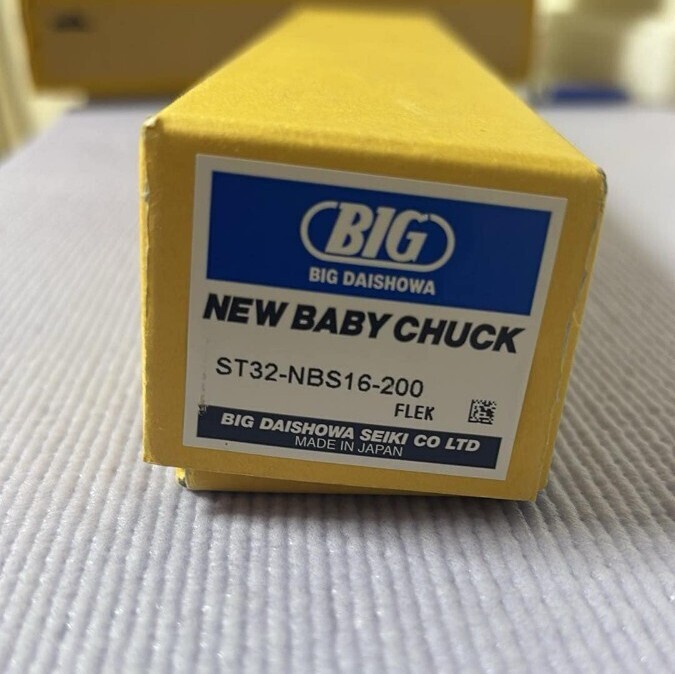 BIG
BIG DAISHOWA
NEW BABY CHUCK
ST32-NBS16-200
FLEK
BIG DAISHOWA SEIKI CO LTD
MADE IN JAPAN